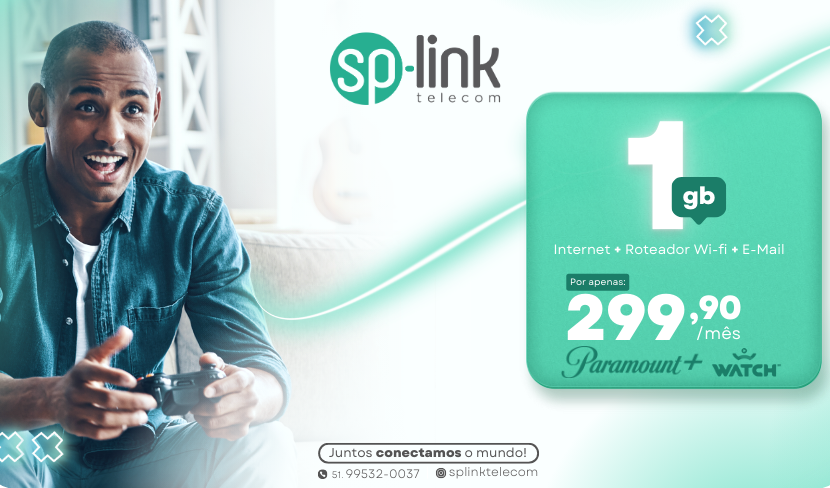 sp-link
telecom
1
gb
Internet + Roteador Wi-fi + E-Mail
Por apenas:
299,90
/mês
Paramount+ WATCH
Juntos conectamos o mundo!
51. 99532-0037 splinktelecom